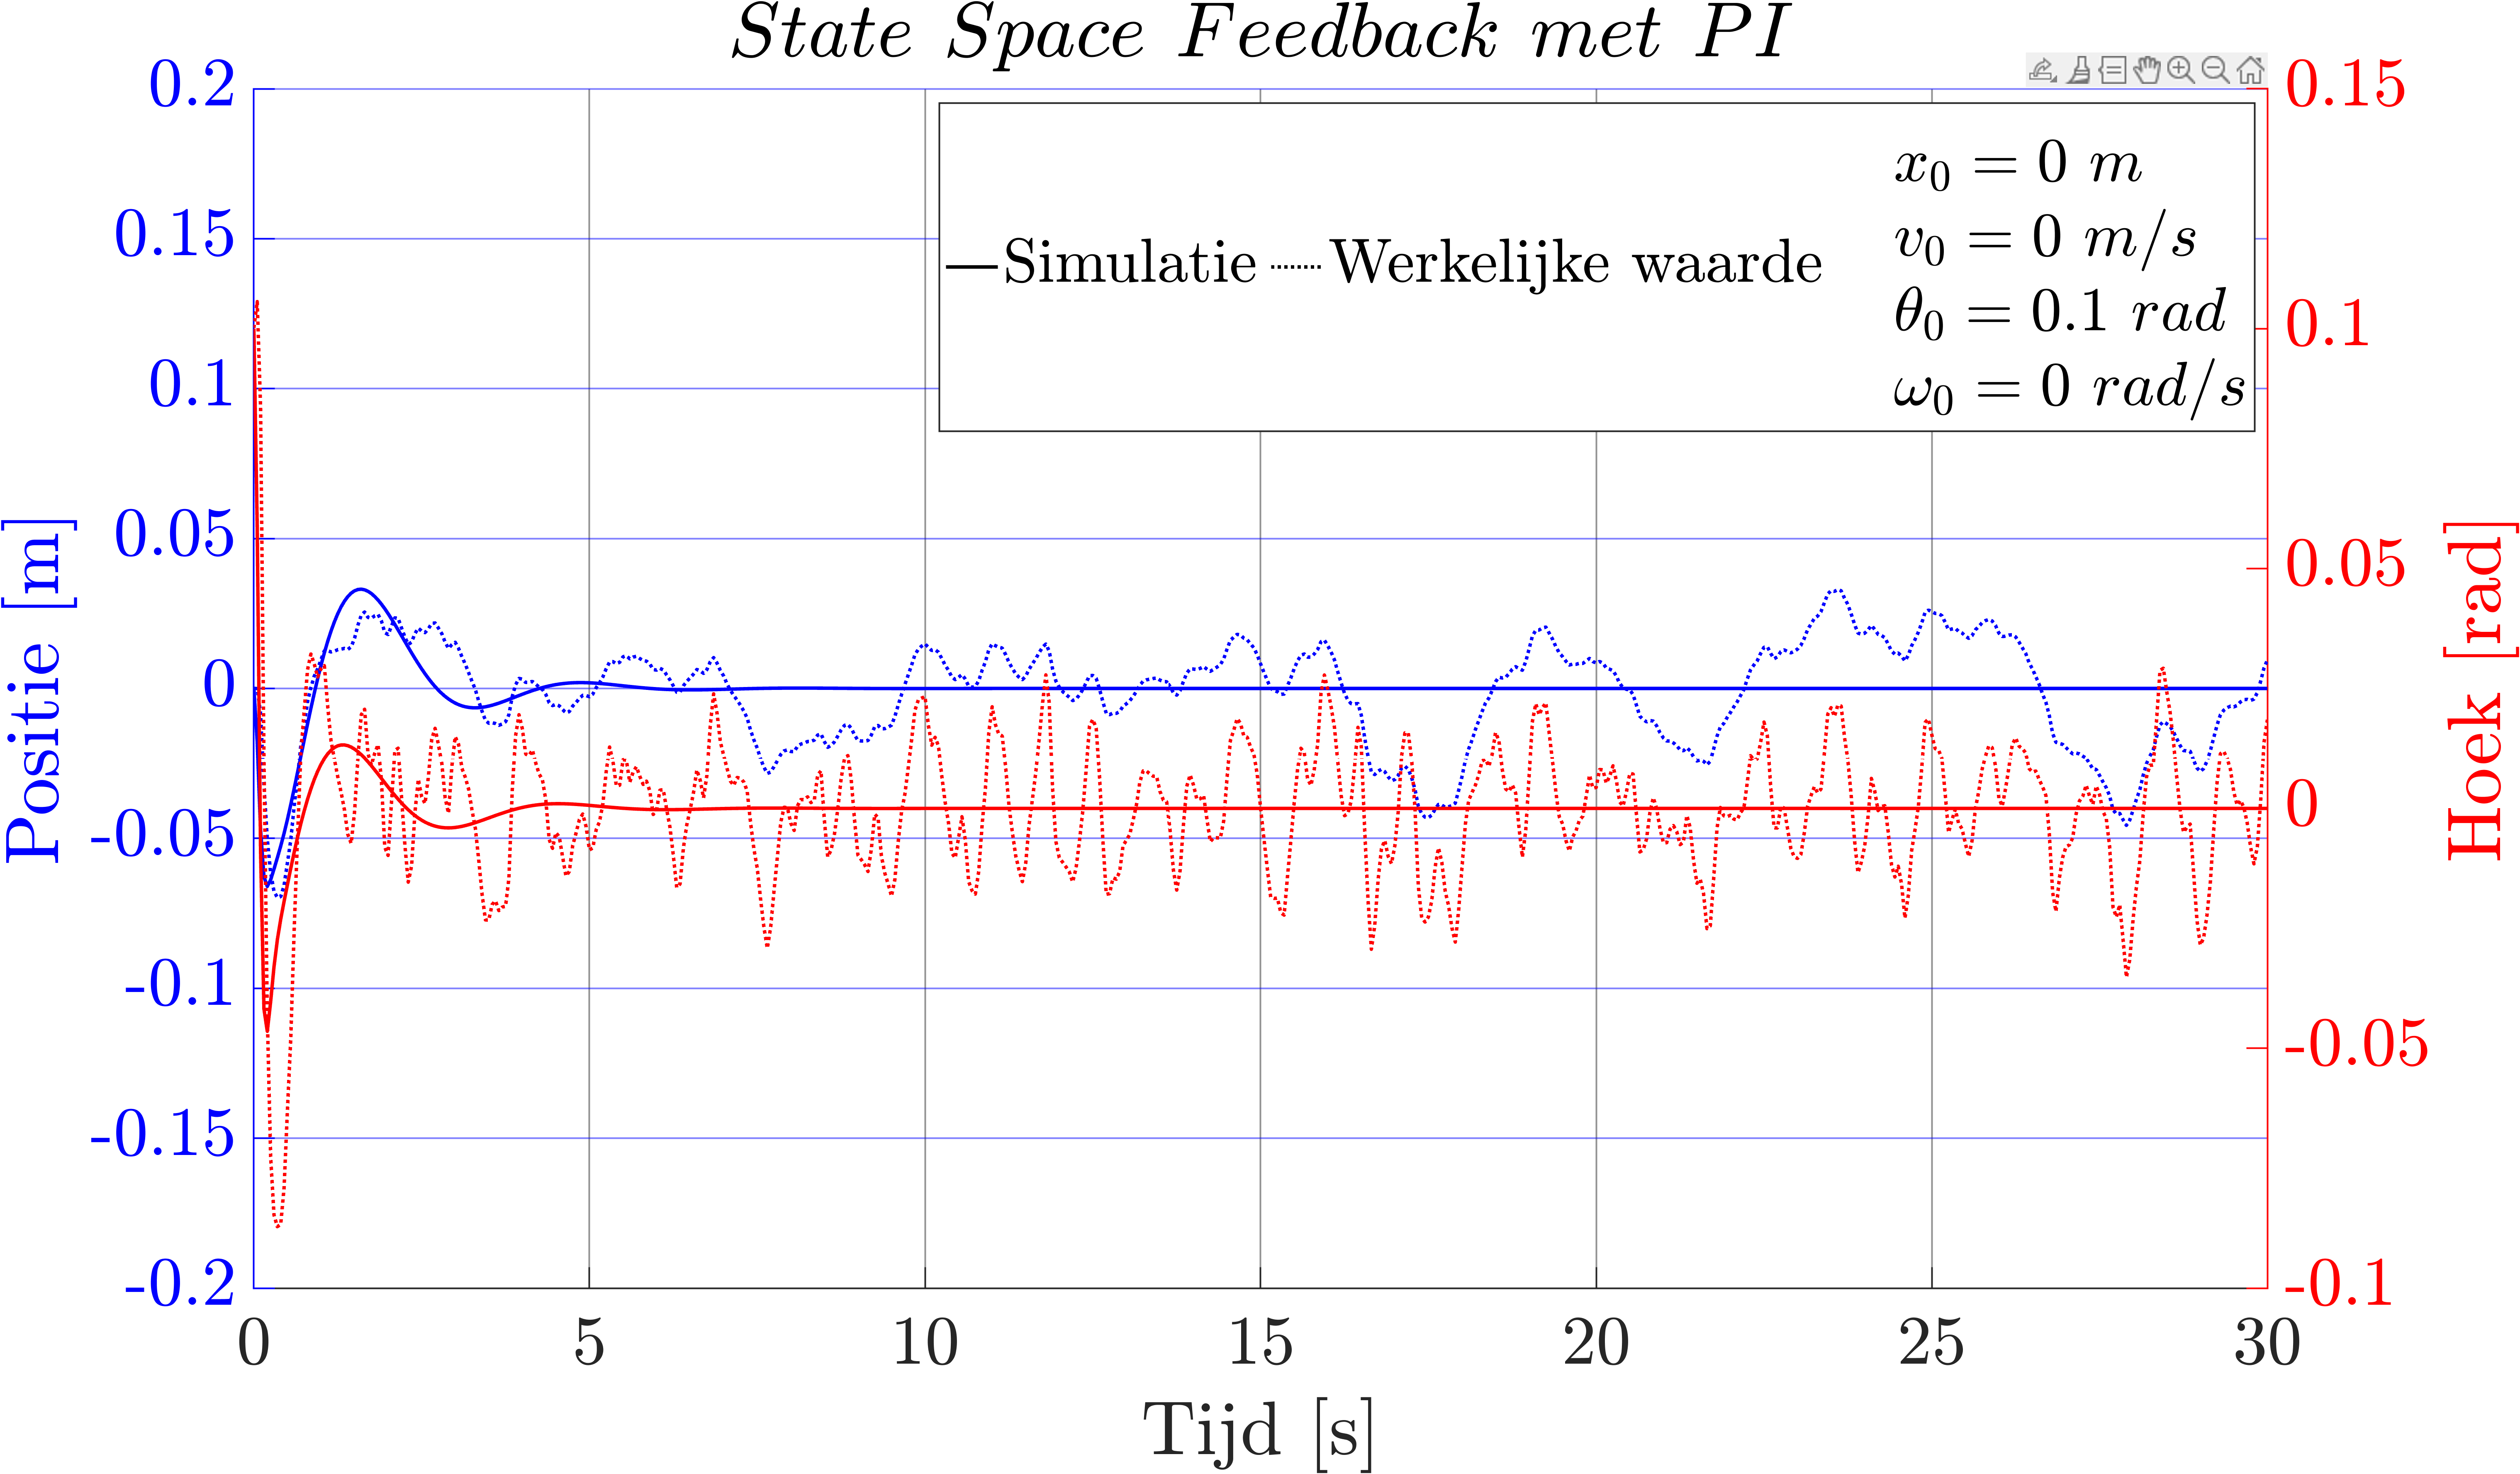 State Space Feedback met PI
0.2
0.15
0.1
0.05
0
-0.05
-0.1
-0.15
-0.2
Positie [m]
Simulatie
Werkelijke waarde
x₀ = 0 m
v₀ = 0 m/s
θ₀ = 0.1 rad
ω₀ = 0 rad/s
0.15
0.1
0.05
0
-0.05
-0.1
Hoek [rad]
0 5 10 15 20 25 30
Tijd [s]